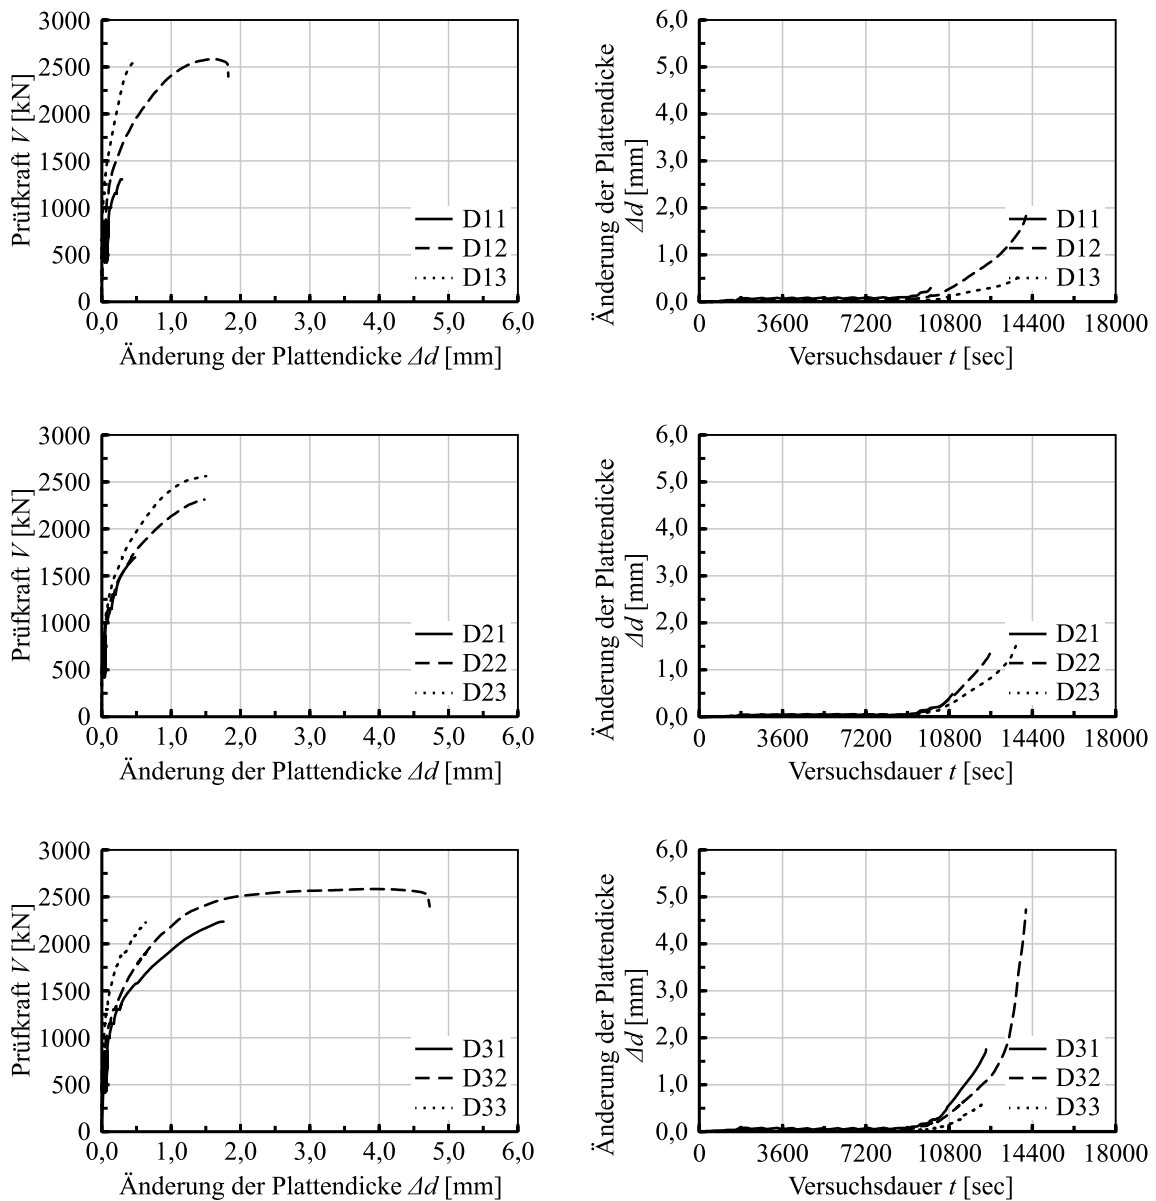 3000
2500
2000
1500
1000
500
0
Prüfkraft V [kN]
D11
D12
D13
0,0 1,0 2,0 3,0 4,0 5,0 6,0
Änderung der Plattendicke Δd [mm]
6,0
5,0
4,0
3,0
2,0
1,0
0,0
Änderung der Plattendicke
Δd [mm]
D11
D12
D13
0 3600 7200 10800 14400 18000
Versuchsdauer t [sec]
3000
2500
2000
1500
1000
500
0
Prüfkraft V [kN]
D21
D22
D23
0,0 1,0 2,0 3,0 4,0 5,0 6,0
Änderung der Plattendicke Δd [mm]
6,0
5,0
4,0
3,0
2,0
1,0
0,0
Änderung der Plattendicke
Δd [mm]
D21
D22
D23
0 3600 7200 10800 14400 18000
Versuchsdauer t [sec]
3000
2500
2000
1500
1000
500
0
Prüfkraft V [kN]
D31
D32
D33
0,0 1,0 2,0 3,0 4,0 5,0 6,0
Änderung der Plattendicke Δd [mm]
6,0
5,0
4,0
3,0
2,0
1,0
0,0
Änderung der Plattendicke
Δd [mm]
D31
D32
D33
0 3600 7200 10800 14400 18000
Versuchsdauer t [sec]